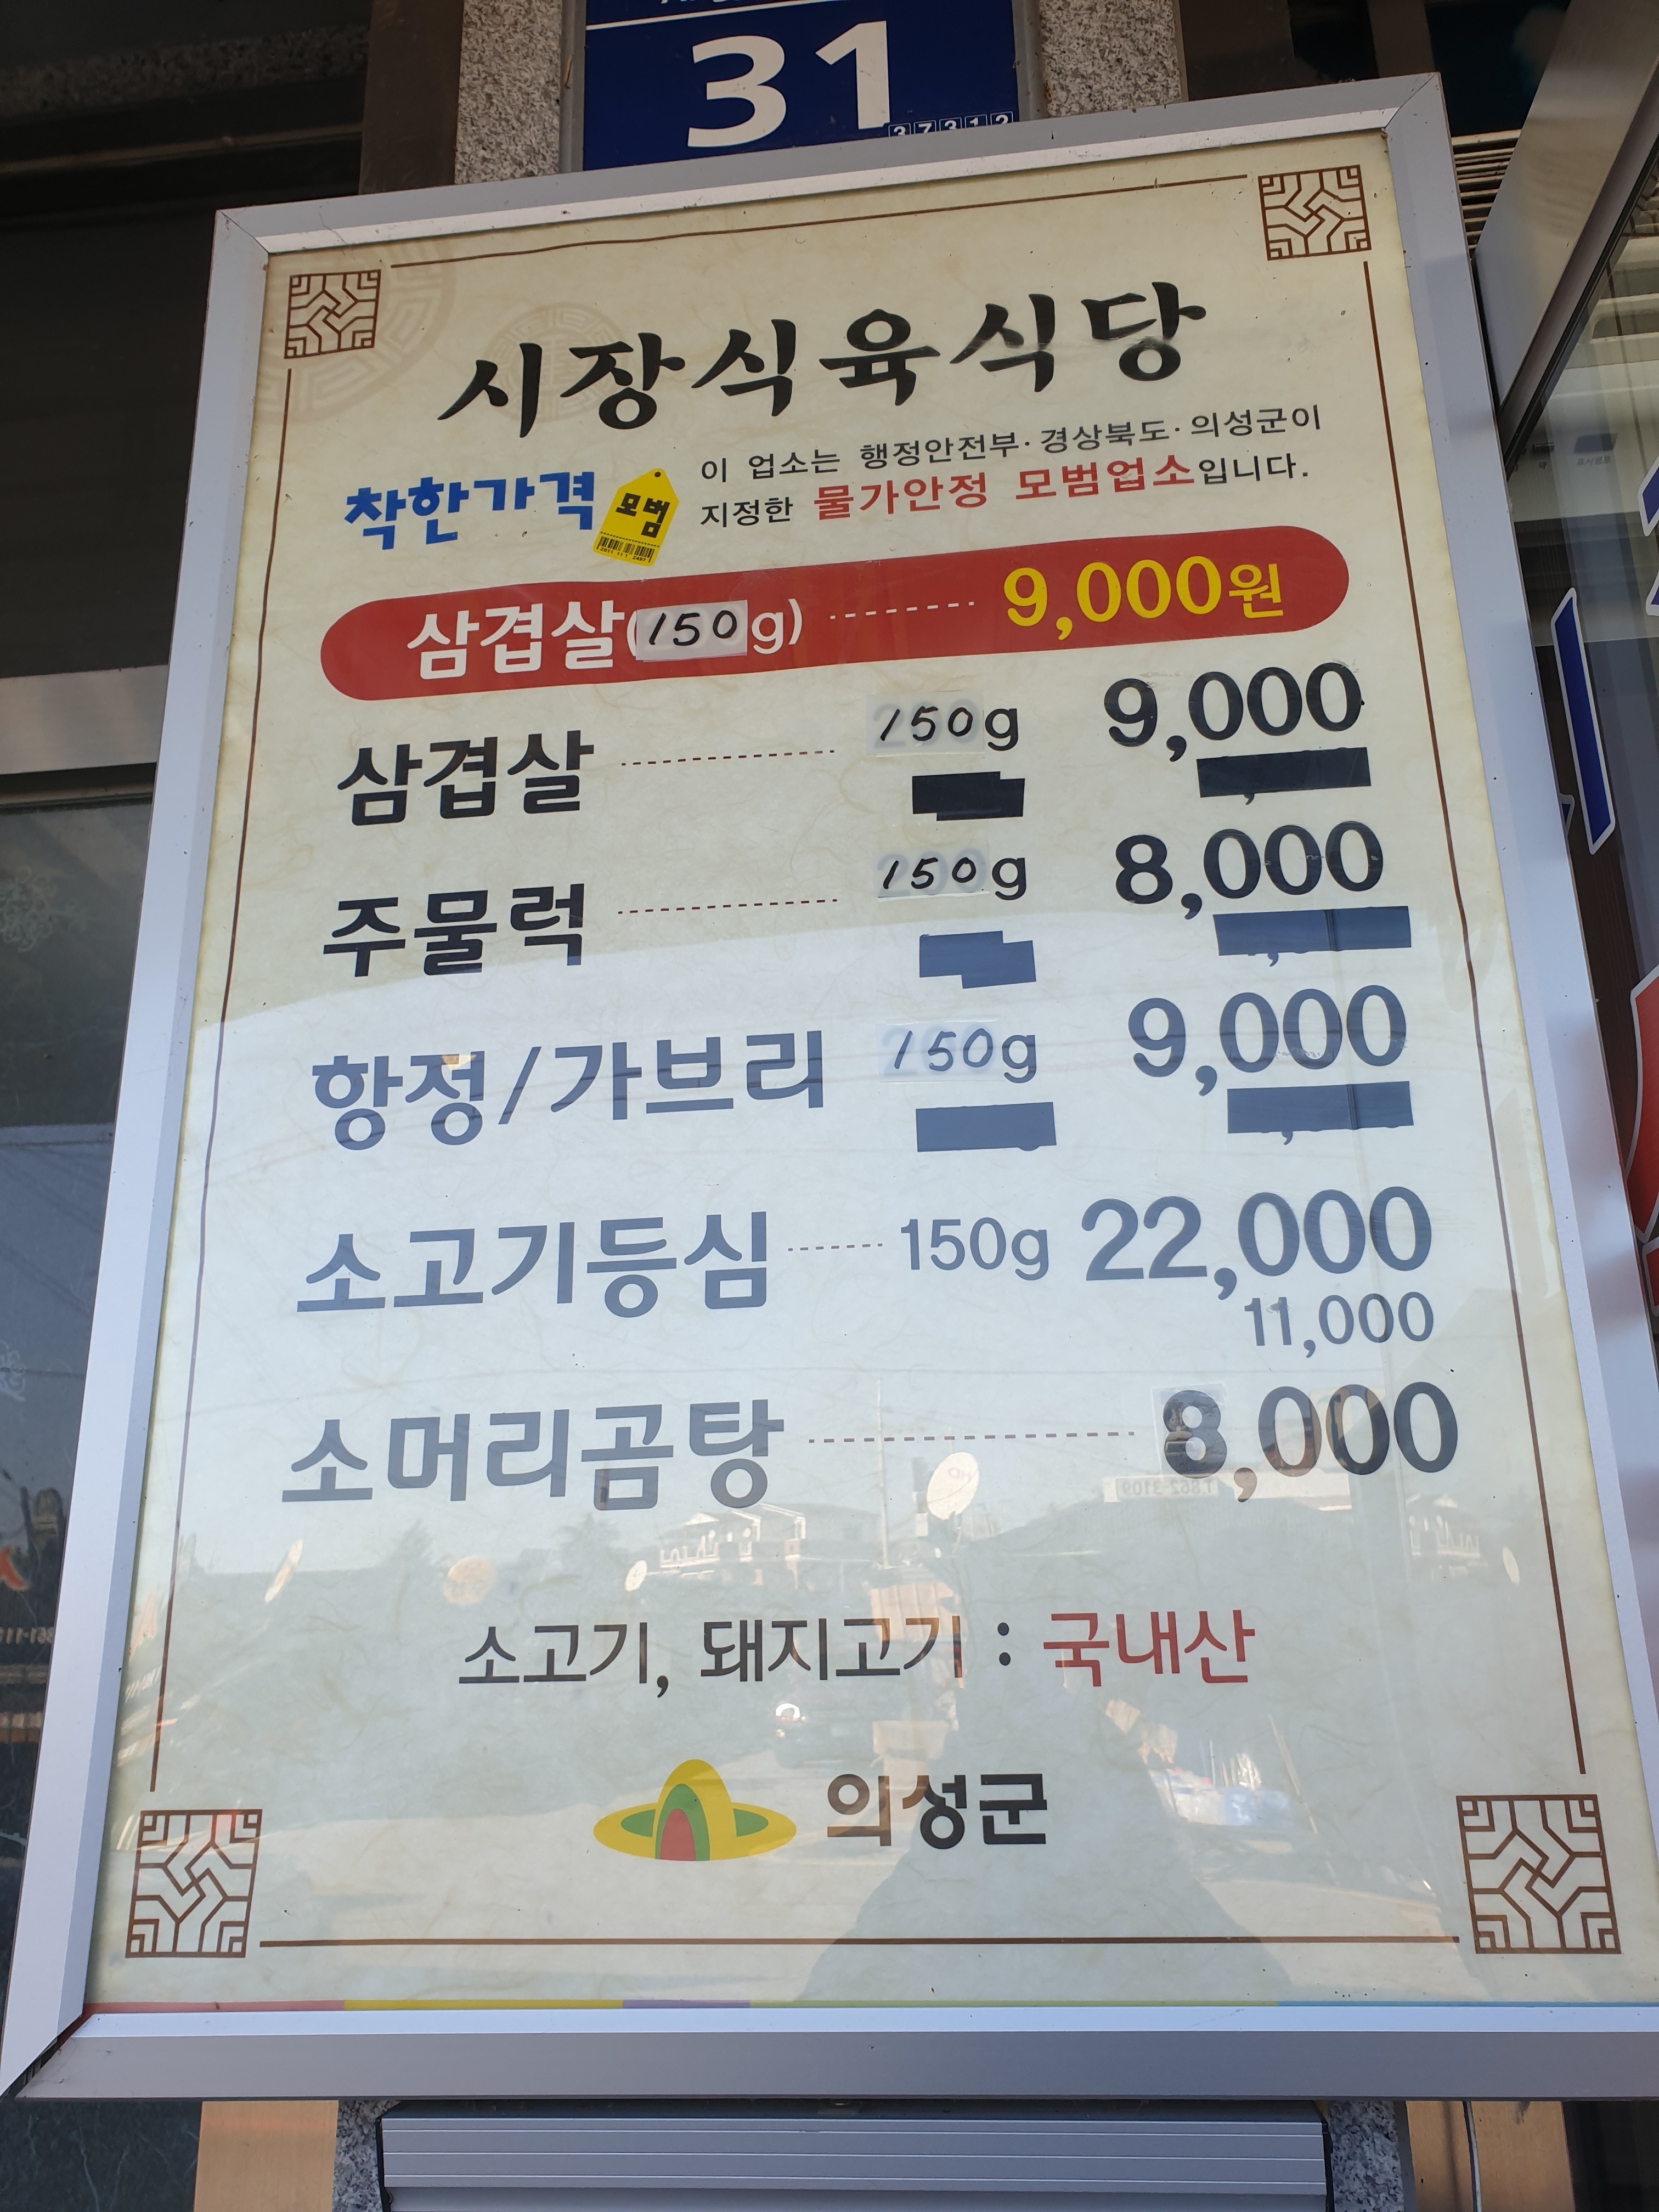 31
37312
시장식육식당
착한가격 모범
이 업소는 행정안전부·경상북도·의성군이
지정한 물가안정 모범업소입니다.
삼겹살(150g) 9,000원
삼겹살 150g 9,000
주물럭 150g 8,000
항정/가브리 150g 9,000
소고기등심 150g 22,000
11,000
소머리곰탕 8,000
소고기, 돼지고기 : 국내산
의성군